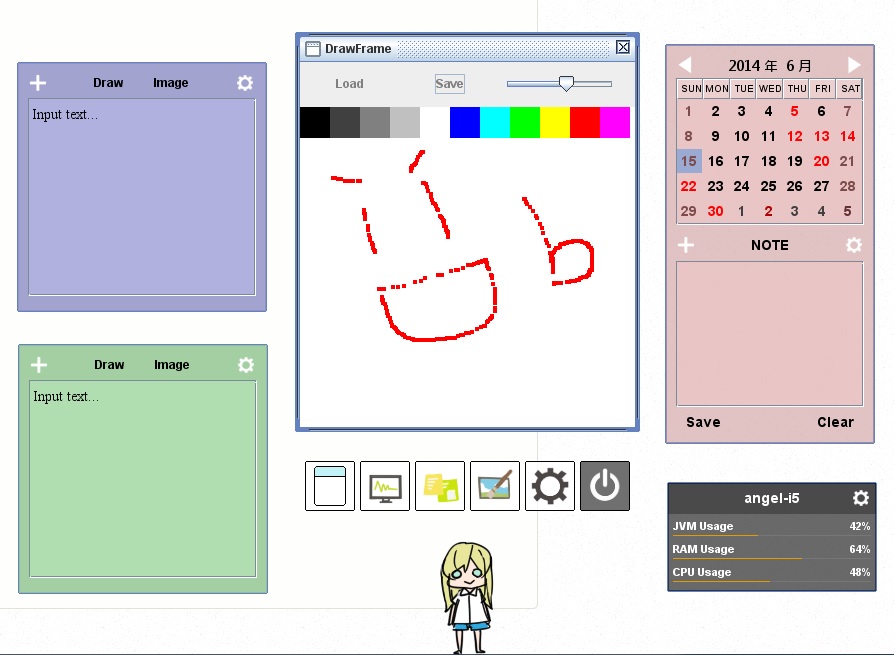 Draw Image
Input text...
Draw Image
Input text...
DrawFrame
Load Save
2014 年 6 月
SUN MON TUE WED THU FRI SAT
1 2 3 4 5 6 7
8 9 10 11 12 13 14
15 16 17 18 19 20 21
22 23 24 25 26 27 28
29 30 1 2 3 4 5
NOTE
Save Clear
angel-i5
JVM Usage 42%
RAM Usage 64%
CPU Usage 48%